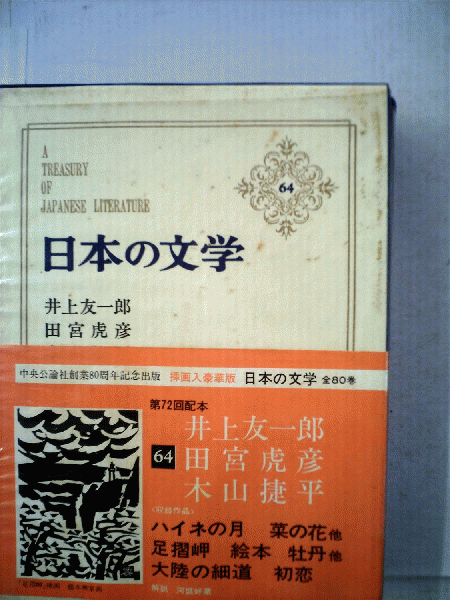 A
TREASURY
OF
JAPANESE LITERATURE
64
日本の文学
井上友一郎
田宮虎彦
中央公論社創業80周年記念出版 挿画入豪華版 日本の文学 全80巻
第72回配本
64
井上友一郎
田宮虎彦
木山捷平
〈収録作品〉
ハイネの月 菜の花他
足摺岬 絵本 牡丹他
大陸の細道 初恋
解説 河盛好蔵